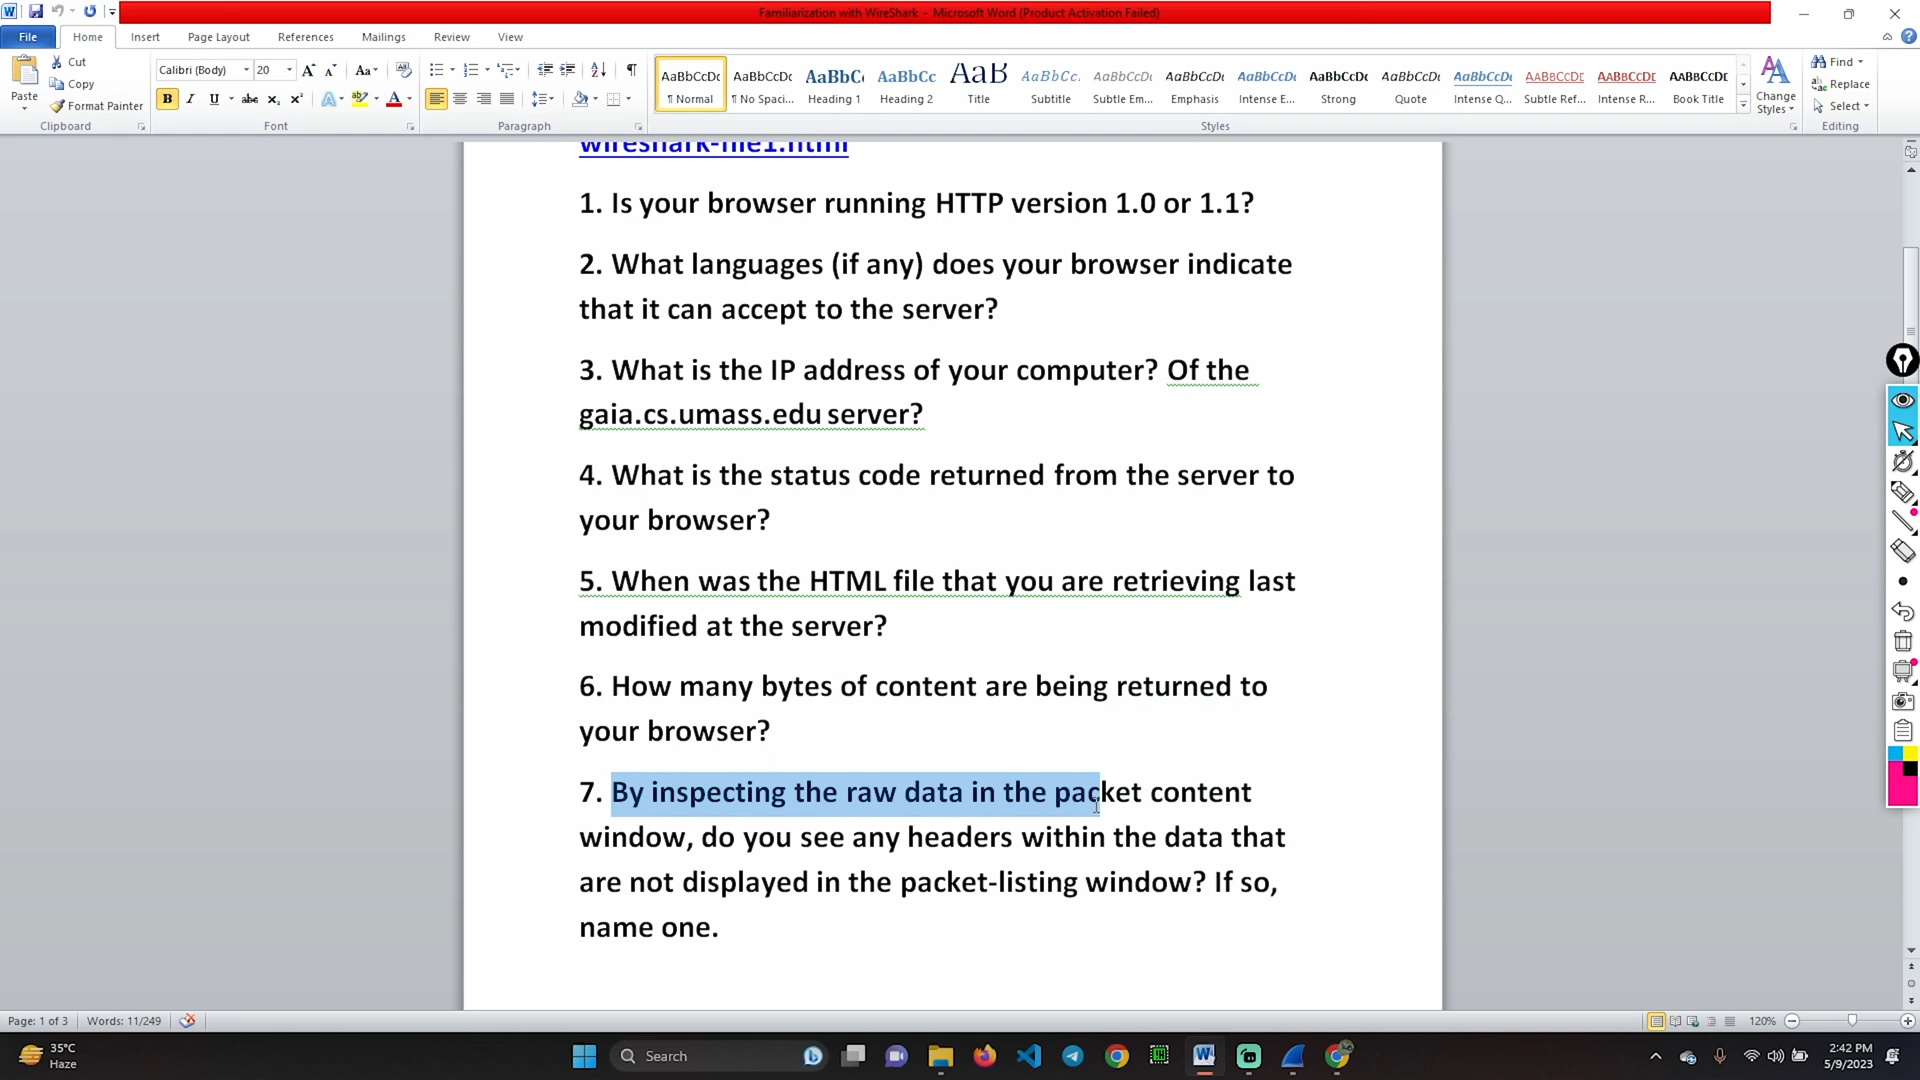 Familiarization with WireShark - Microsoft Word (Product Activation Failed)
File Home Insert Page Layout References Mailings Review View
Paste
Cut
Copy
Format Painter
Clipboard
Calibri (Body) 20
Font
Paragraph
AaBbCcDc AaBbCcDc AaBbC AaBbCc AaB AaBbCc. AaBbCcDc AaBbCcDc AaBbCcDc AaBbCcDc AaBbCcDc AaBbCcDc AABBCCDC AABBCCDC AABBCCDC
¶ Normal ¶ No Spaci... Heading 1 Heading 2 Title Subtitle Subtle Em... Emphasis Intense E... Strong Quote Intense Q... Subtle Ref... Intense R... Book Title
Styles
Change
Styles
Find
Replace
Select
Editing
wireshark-file1.html
1. Is your browser running HTTP version 1.0 or 1.1?
2. What languages (if any) does your browser indicate
that it can accept to the server?
3. What is the IP address of your computer? Of the
gaia.cs.umass.edu server?
4. What is the status code returned from the server to
your browser?
5. When was the HTML file that you are retrieving last
modified at the server?
6. How many bytes of content are being returned to
your browser?
7. By inspecting the raw data in the packet content
window, do you see any headers within the data that
are not displayed in the packet-listing window? If so,
name one.
Page: 1 of 3 Words: 11/249
120%
35°C
Haze
Search
2:42 PM
5/9/2023